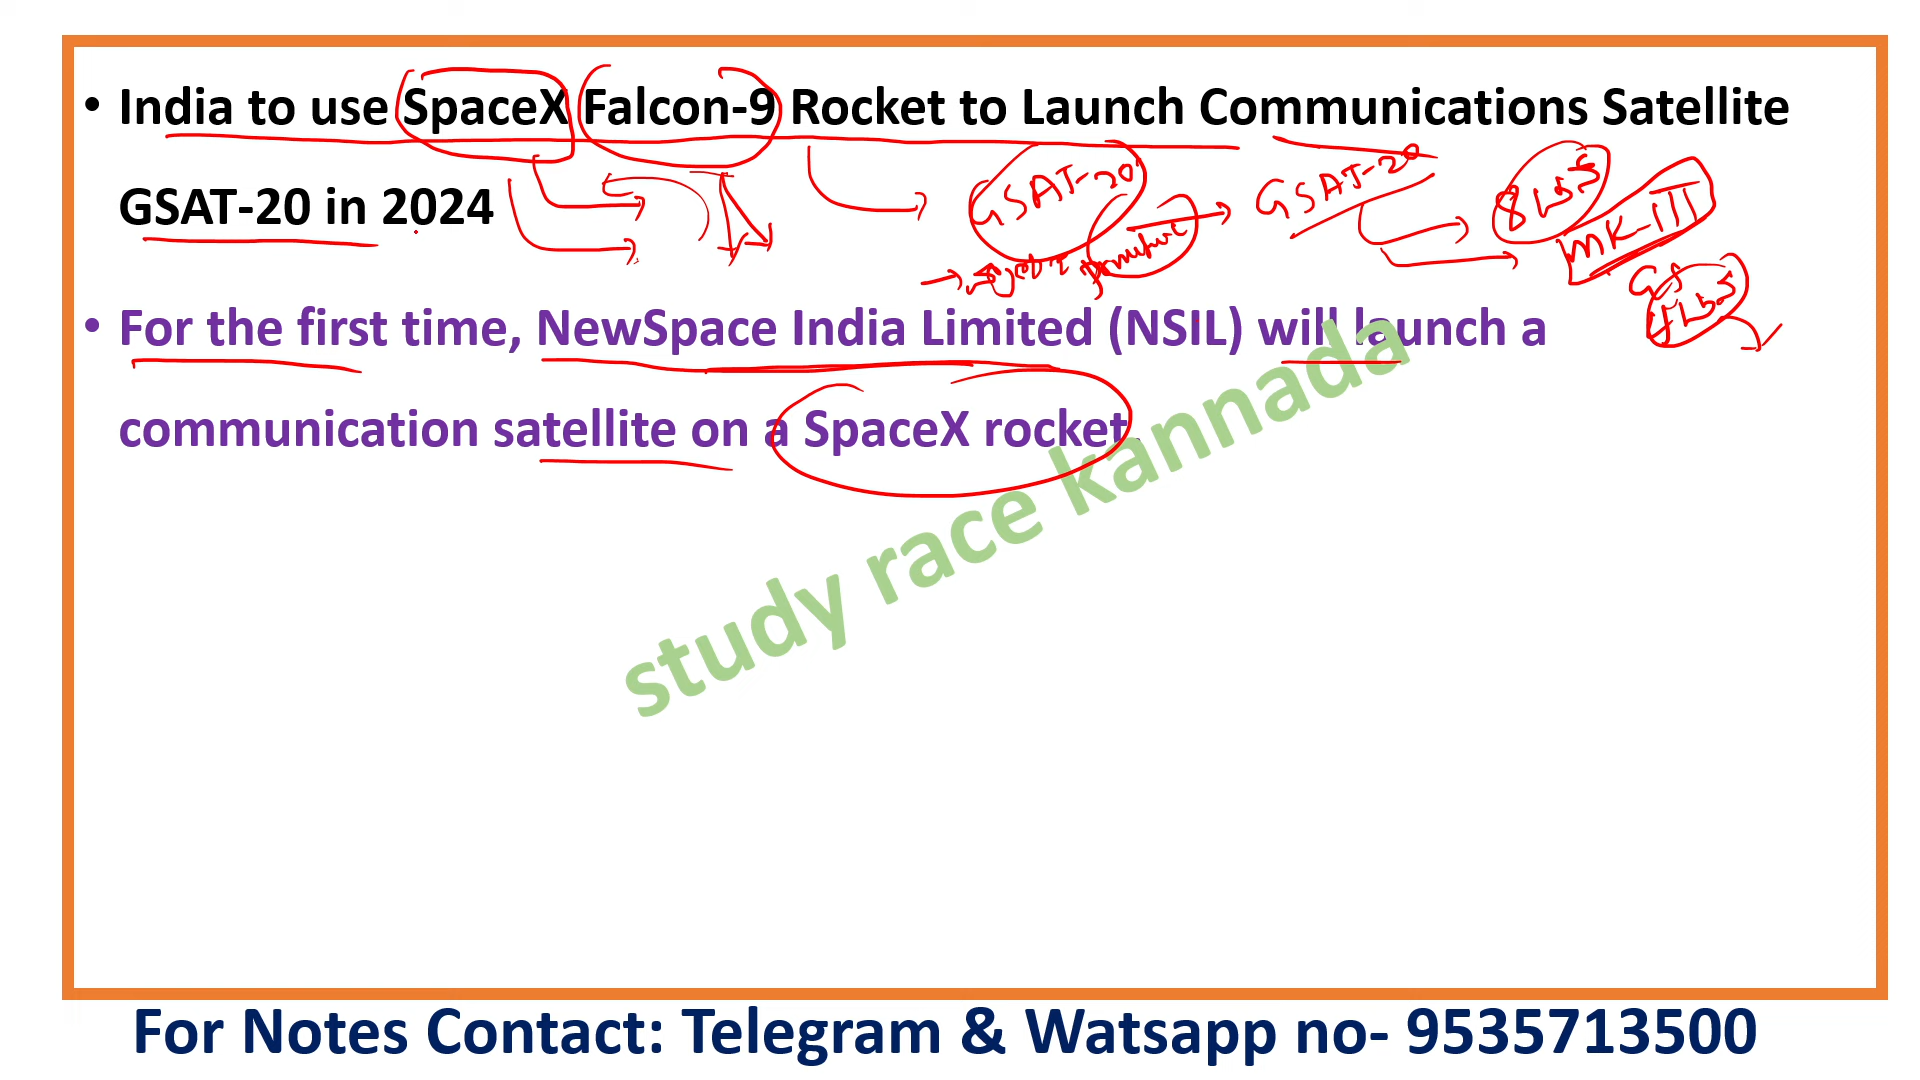 • India to use SpaceX Falcon-9 Rocket to Launch Communications Satellite
GSAT-20 in 2024
GSAT-20
GSAT-20
MK-III
• For the first time, NewSpace India Limited (NSIL) will launch a
communication satellite on a SpaceX rocket.
study race kannada
For Notes Contact: Telegram & Watsapp no- 9535713500